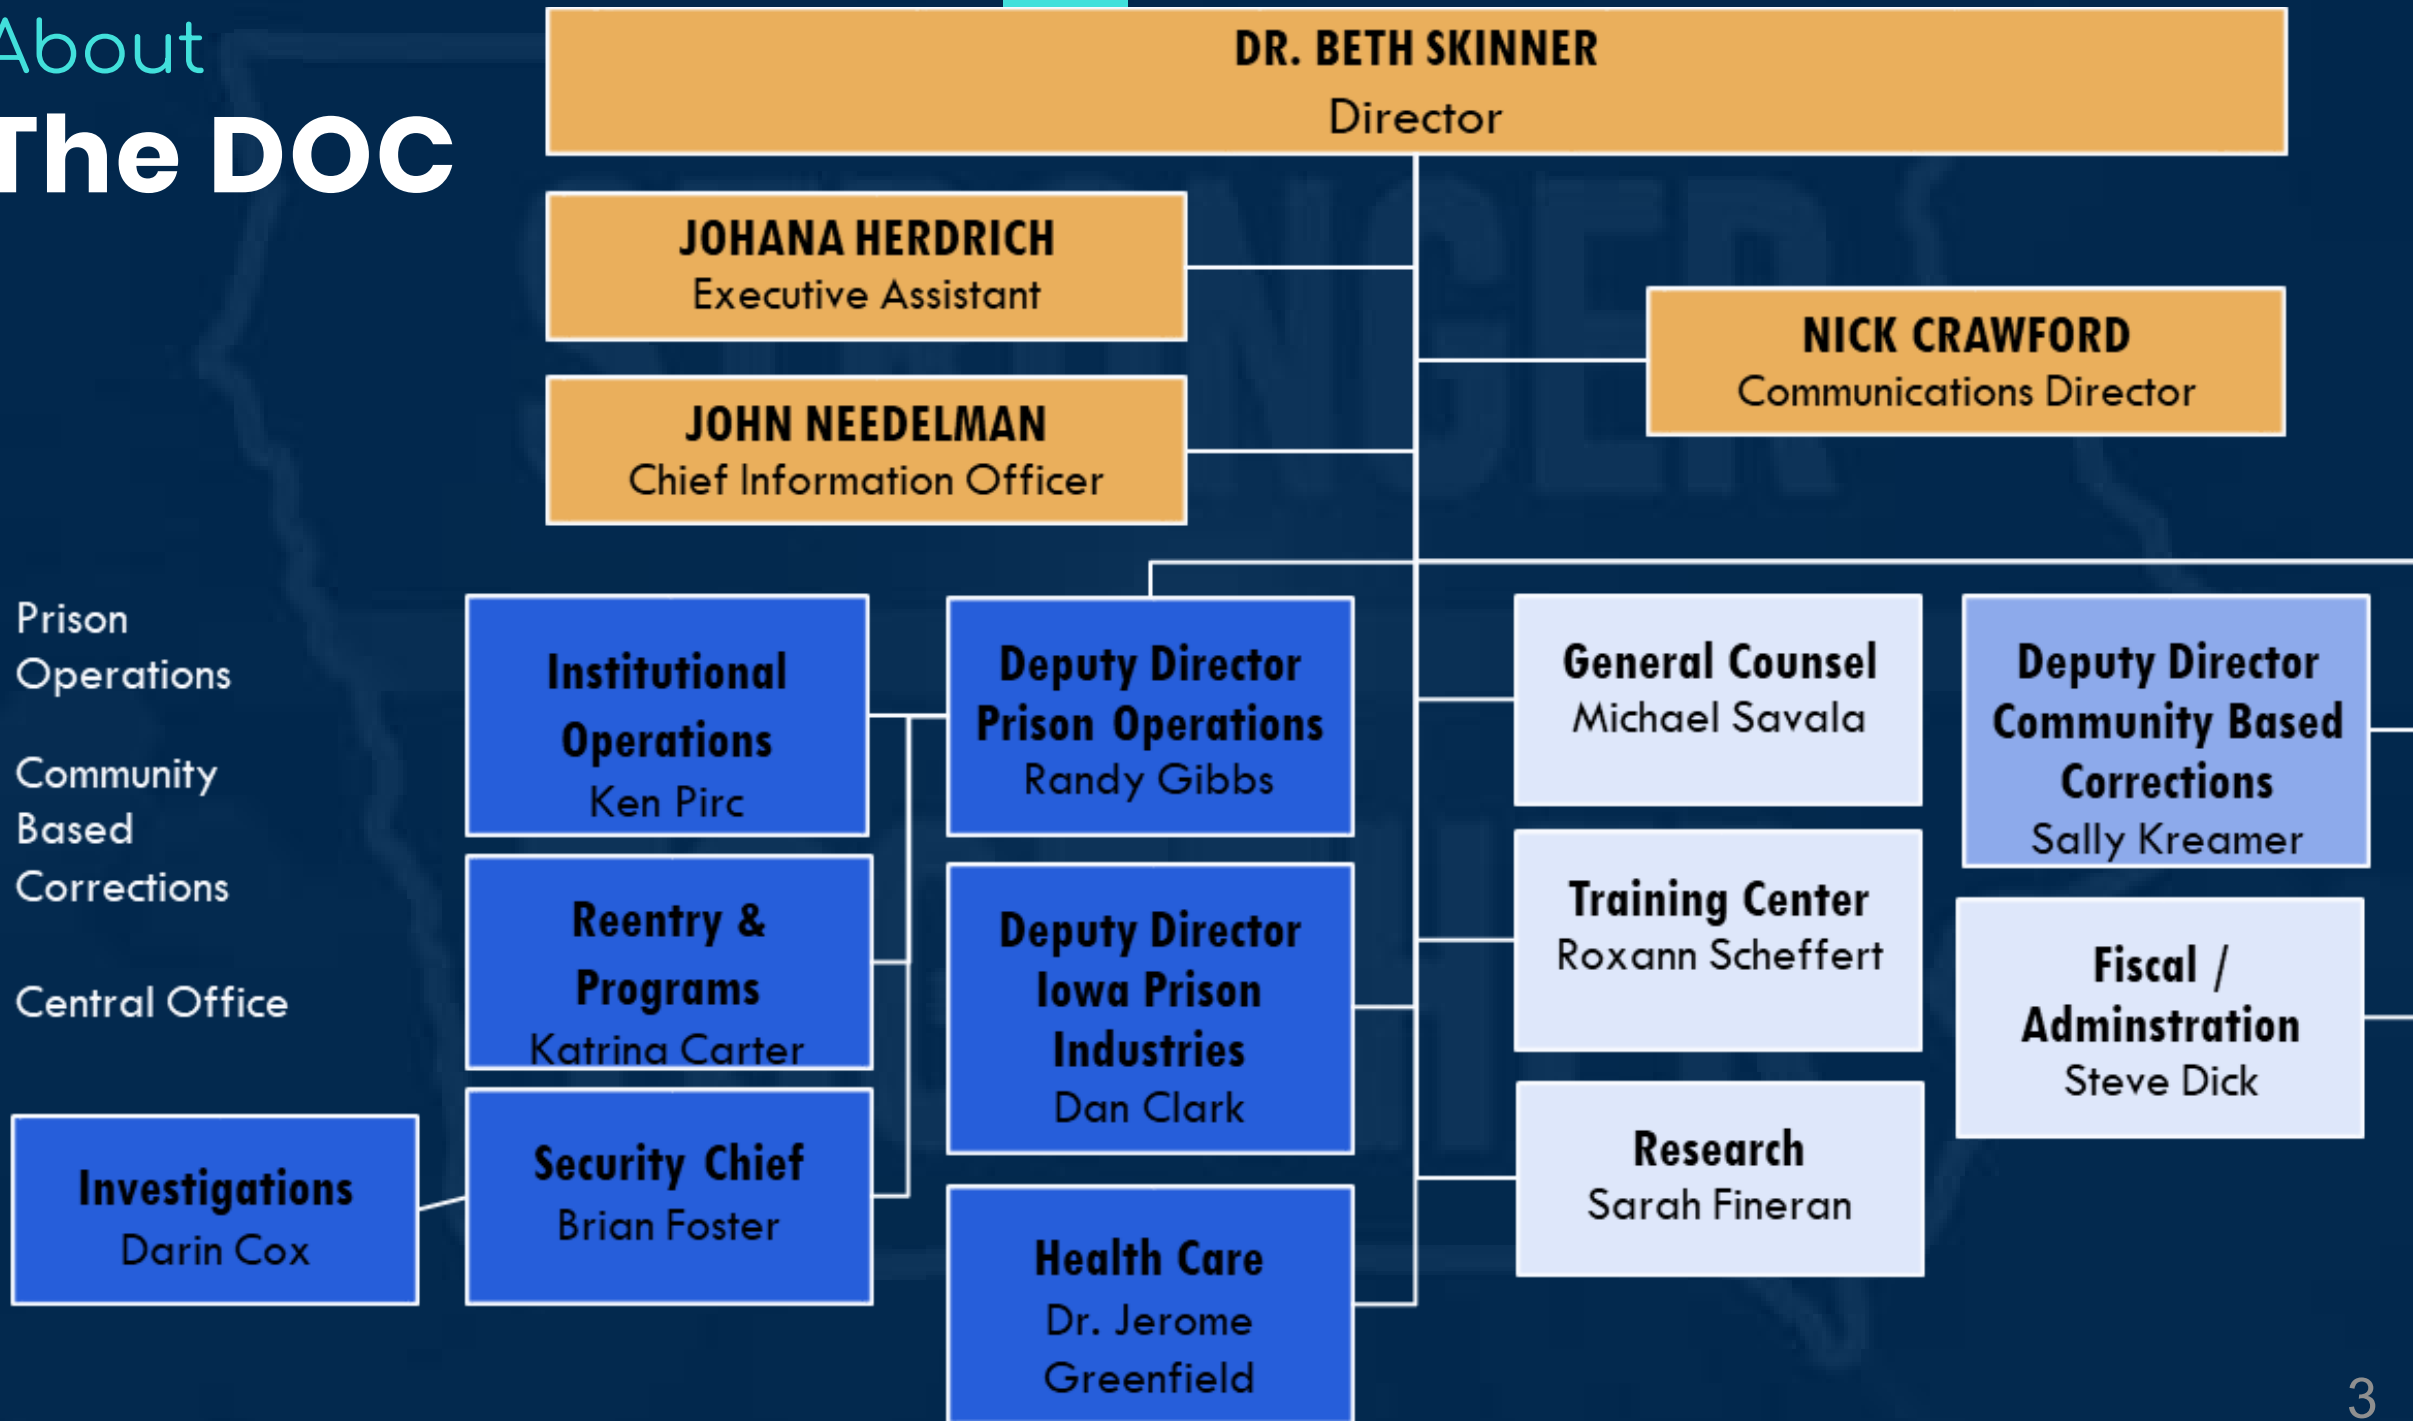 About
The DOC
DR. BETH SKINNER
Director
JOHANA HERDRICH
Executive Assistant
NICK CRAWFORD
Communications Director
JOHN NEEDELMAN
Chief Information Officer
Prison
Operations
Community
Based
Corrections
Central Office
Institutional
Operations
Ken Pirc
Deputy Director
Prison Operations
Randy Gibbs
General Counsel
Michael Savala
Deputy Director
Community Based
Corrections
Sally Kreamer
Reentry &
Programs
Katrina Carter
Deputy Director
Iowa Prison
Industries
Dan Clark
Training Center
Roxann Scheffert
Fiscal /
Adminstration
Steve Dick
Investigations
Darin Cox
Security Chief
Brian Foster
Health Care
Dr. Jerome
Greenfield
Research
Sarah Fineran
3